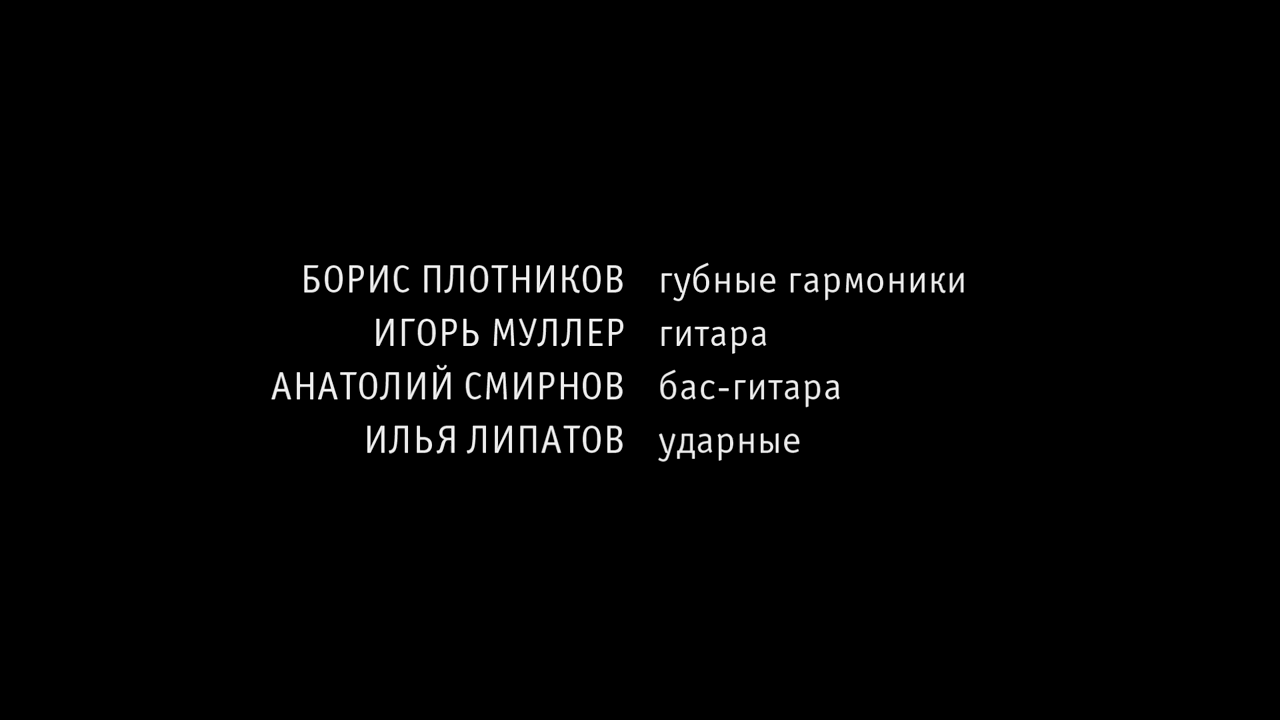 БОРИС ПЛОТНИКОВ губные гармоники
ИГОРЬ МУЛЛЕР гитара
АНАТОЛИЙ СМИРНОВ бас-гитара
ИЛЬЯ ЛИПАТОВ ударные